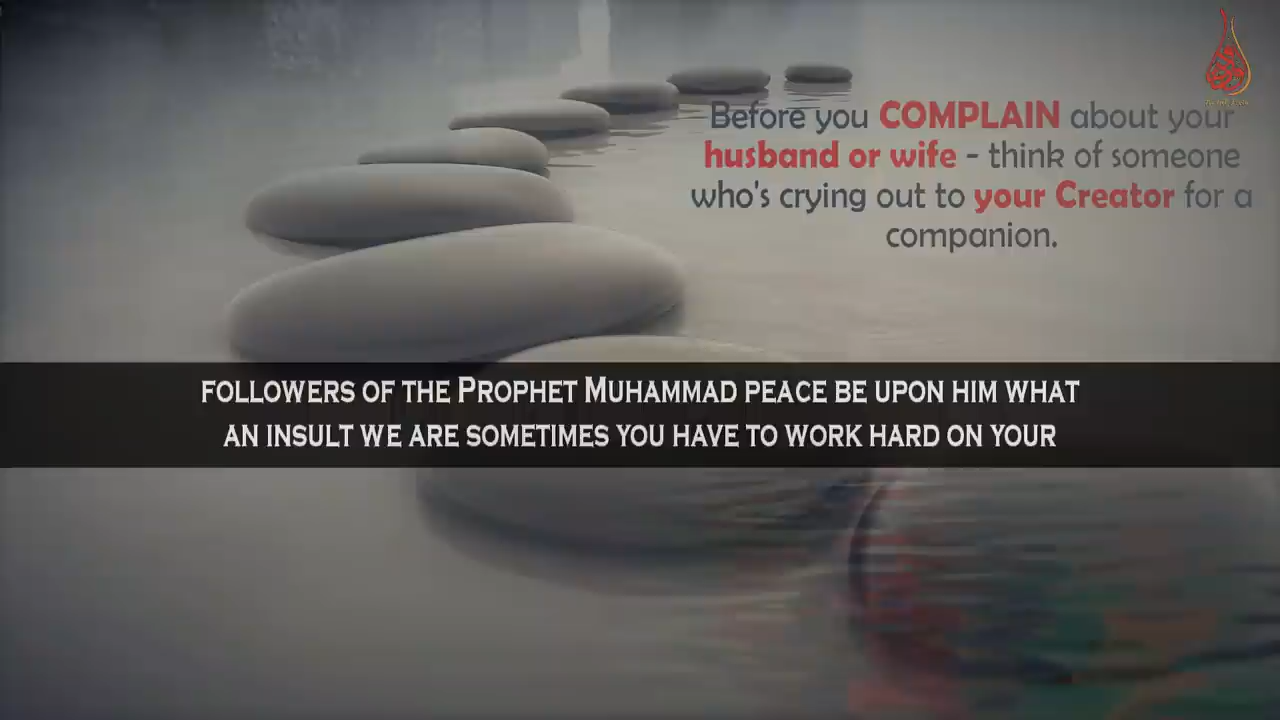 Before you COMPLAIN about your
husband or wife - think of someone
who's crying out to your Creator for a
companion.
FOLLOWERS OF THE PROPHET MUHAMMAD PEACE BE UPON HIM WHAT
AN INSULT WE ARE SOMETIMES YOU HAVE TO WORK HARD ON YOUR